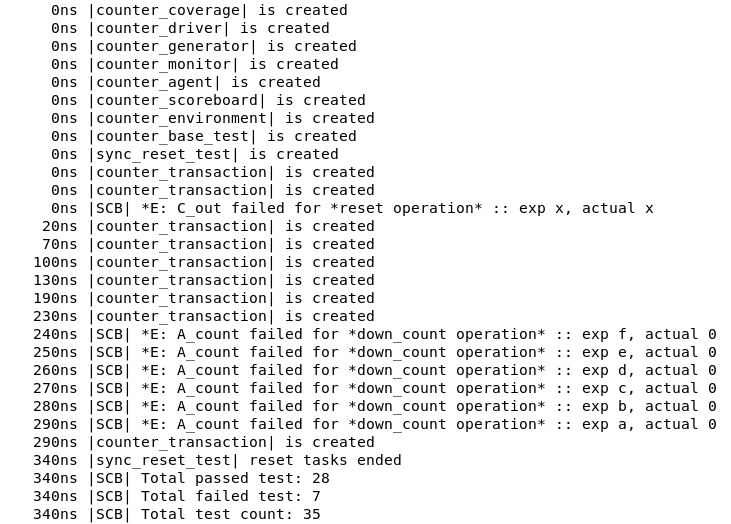 0ns |counter_coverage| is created
0ns |counter_driver| is created
0ns |counter_generator| is created
0ns |counter_monitor| is created
0ns |counter_agent| is created
0ns |counter_scoreboard| is created
0ns |counter_environment| is created
0ns |counter_base_test| is created
0ns |sync_reset_test| is created
0ns |counter_transaction| is created
0ns |counter_transaction| is created
0ns |SCB| *E: C_out failed for *reset operation* :: exp x, actual x
20ns |counter_transaction| is created
70ns |counter_transaction| is created
100ns |counter_transaction| is created
130ns |counter_transaction| is created
190ns |counter_transaction| is created
230ns |counter_transaction| is created
240ns |SCB| *E: A_count failed for *down_count operation* :: exp f, actual 0
250ns |SCB| *E: A_count failed for *down_count operation* :: exp e, actual 0
260ns |SCB| *E: A_count failed for *down_count operation* :: exp d, actual 0
270ns |SCB| *E: A_count failed for *down_count operation* :: exp c, actual 0
280ns |SCB| *E: A_count failed for *down_count operation* :: exp b, actual 0
290ns |SCB| *E: A_count failed for *down_count operation* :: exp a, actual 0
290ns |counter_transaction| is created
340ns |sync_reset_test| reset tasks ended
340ns |SCB| Total passed test: 28
340ns |SCB| Total failed test: 7
340ns |SCB| Total test count: 35